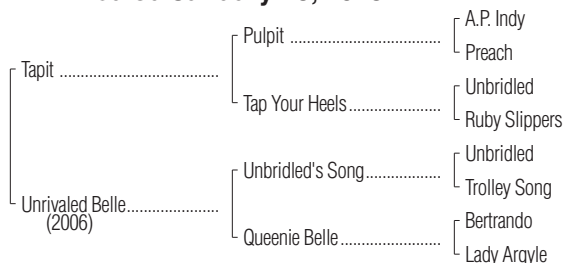 A.P. Indy
Pulpit
Preach
Tapit
Unbridled
Tap Your Heels
Ruby Slippers
Unbridled
Unbridled's Song
Trolley Song
Unrivaled Belle
(2006)
Bertrando
Queenie Belle
Lady Argyle